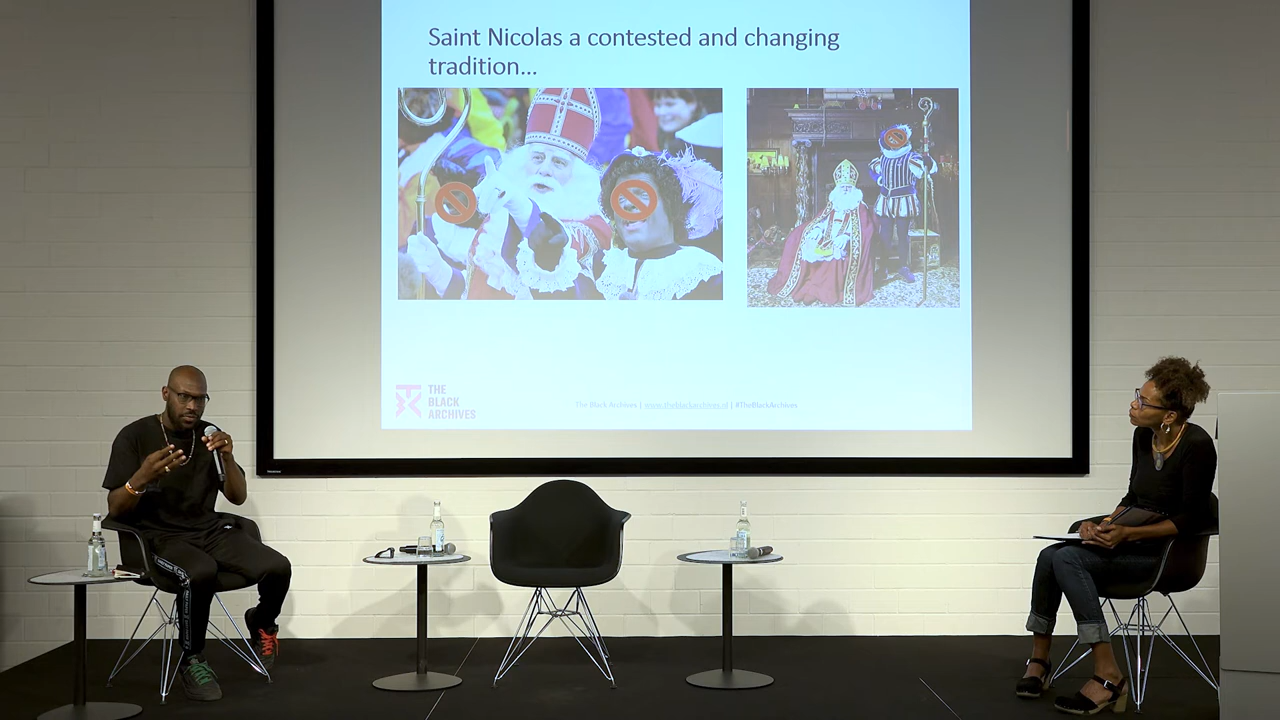 Saint Nicolas a contested and changing
tradition...
THE
BLACK
ARCHIVES
The Black Archives | www.theblackarchives.nl | #TheBlackArchives